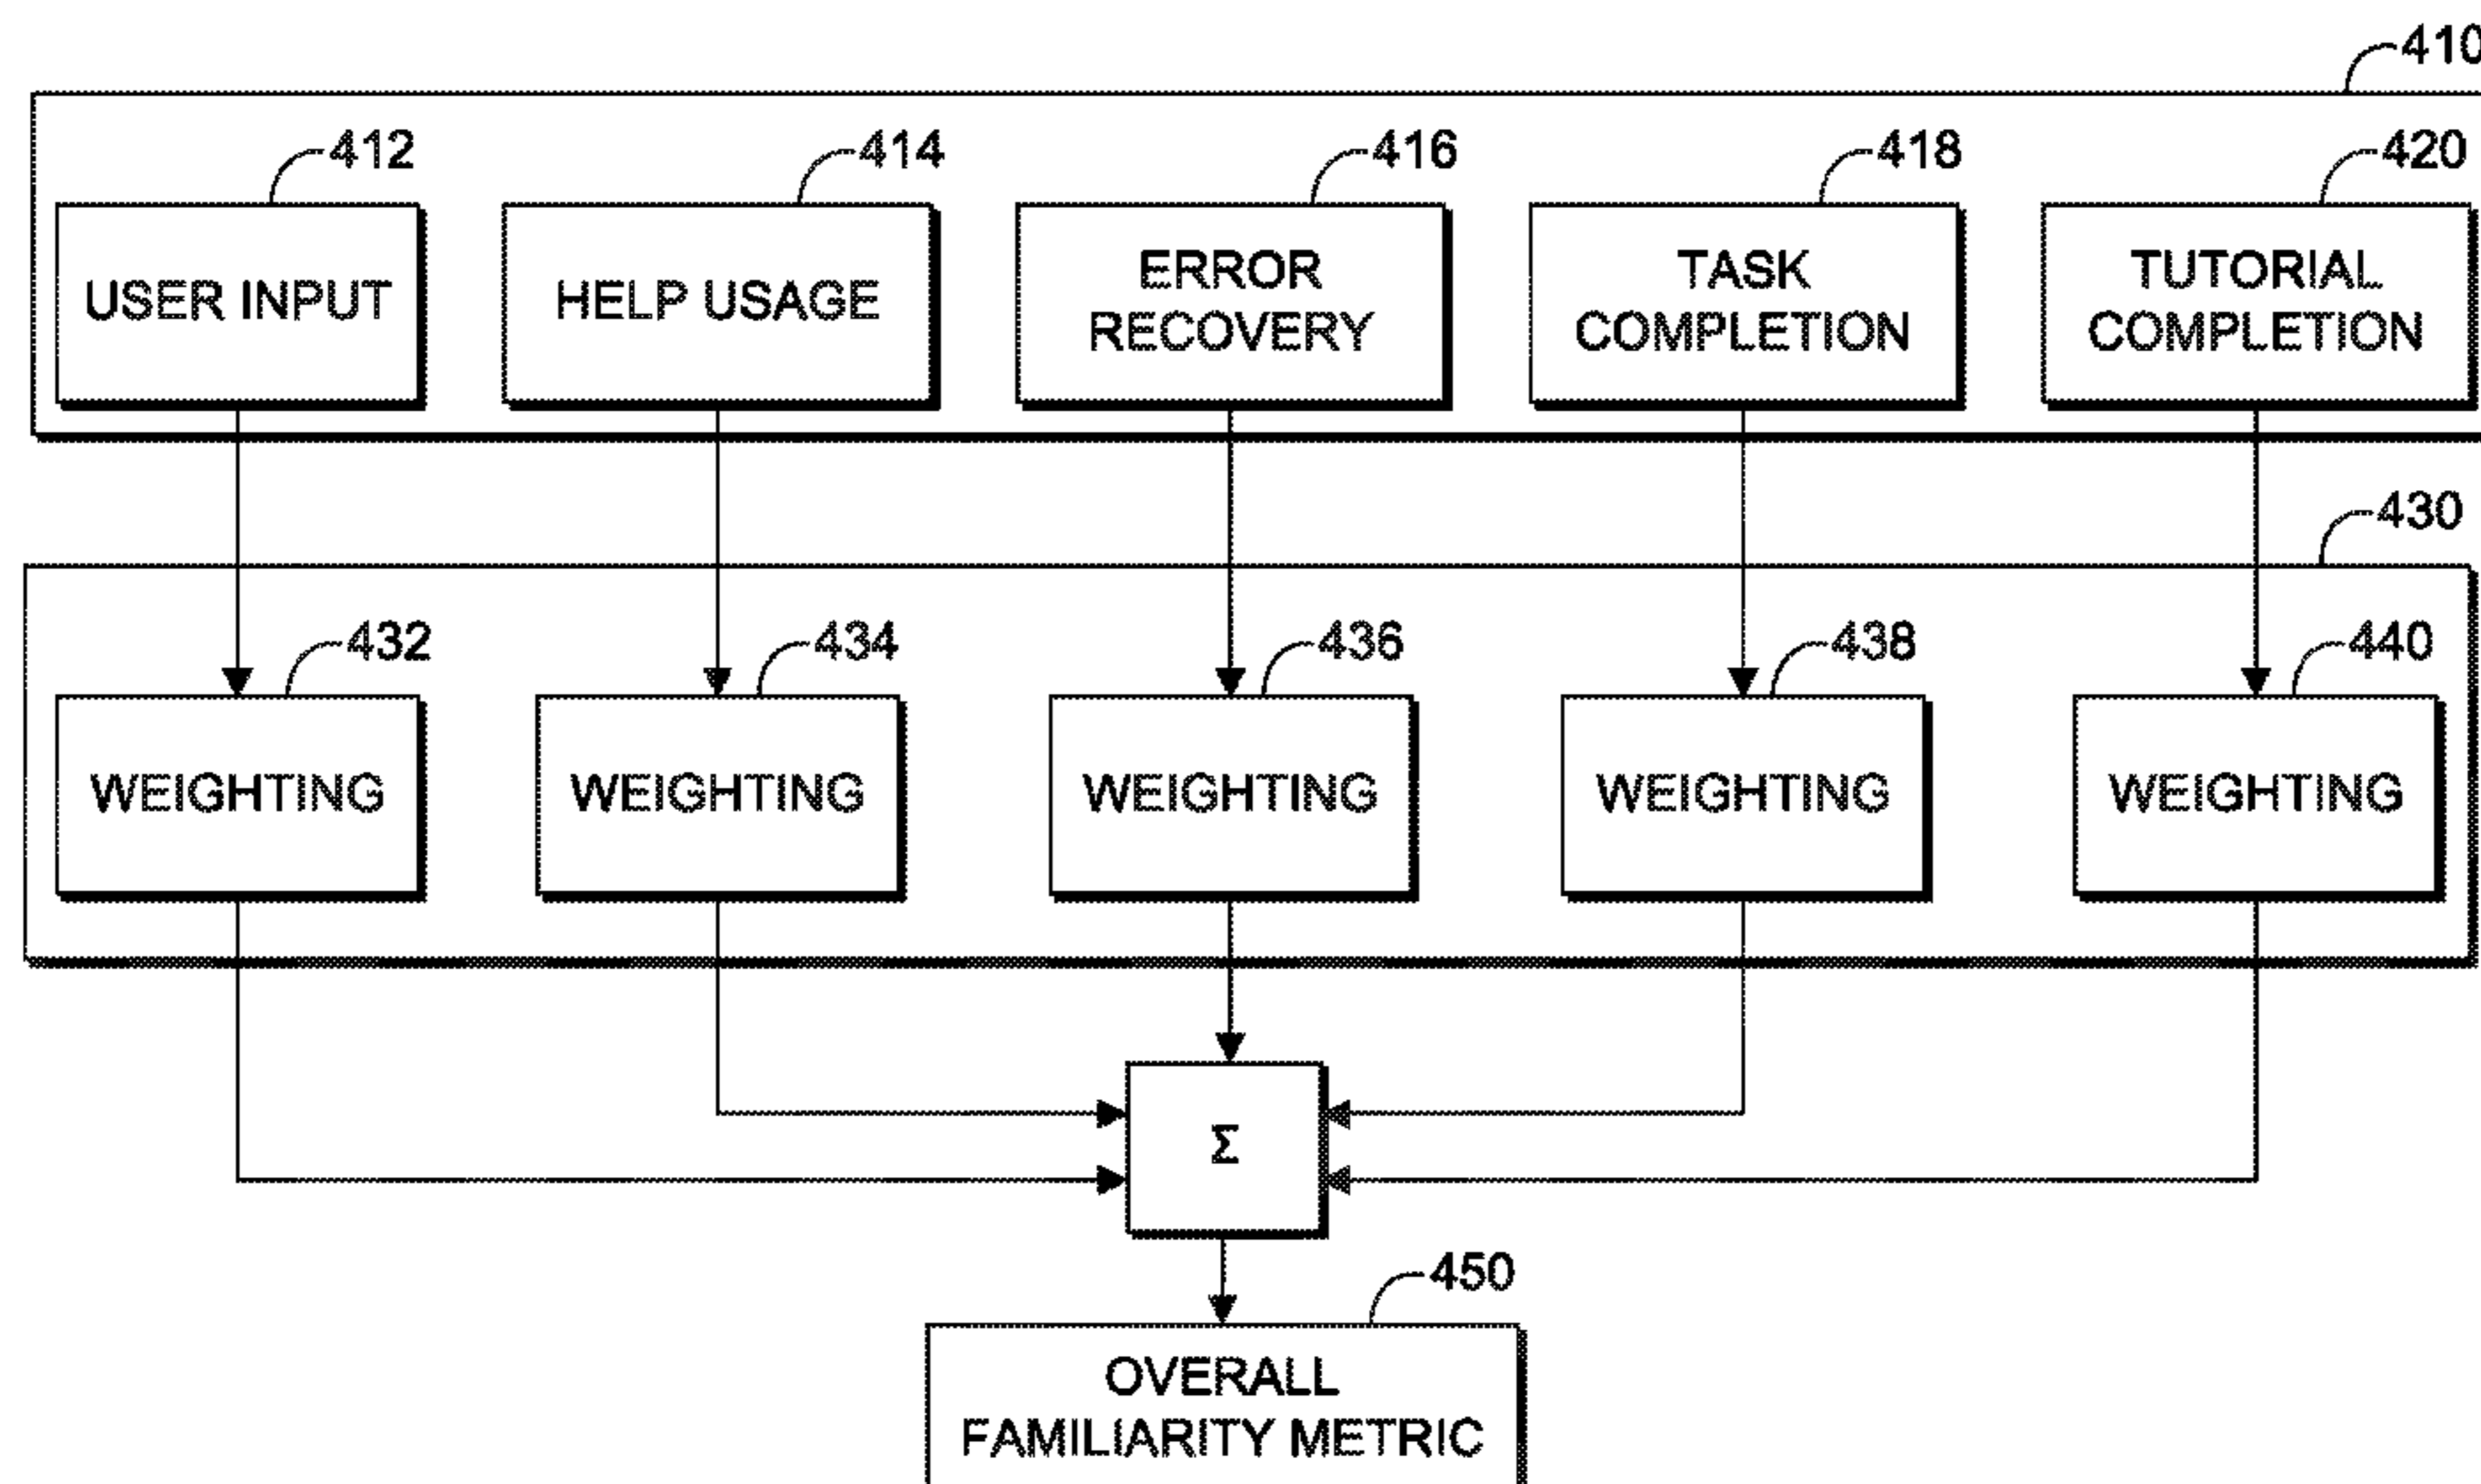 410
412 414 416 418 420
USER INPUT HELP USAGE ERROR RECOVERY TASK COMPLETION TUTORIAL COMPLETION
430
432 434 436 438 440
WEIGHTING WEIGHTING WEIGHTING WEIGHTING WEIGHTING
Σ
450
OVERALL
FAMILIARITY METRIC